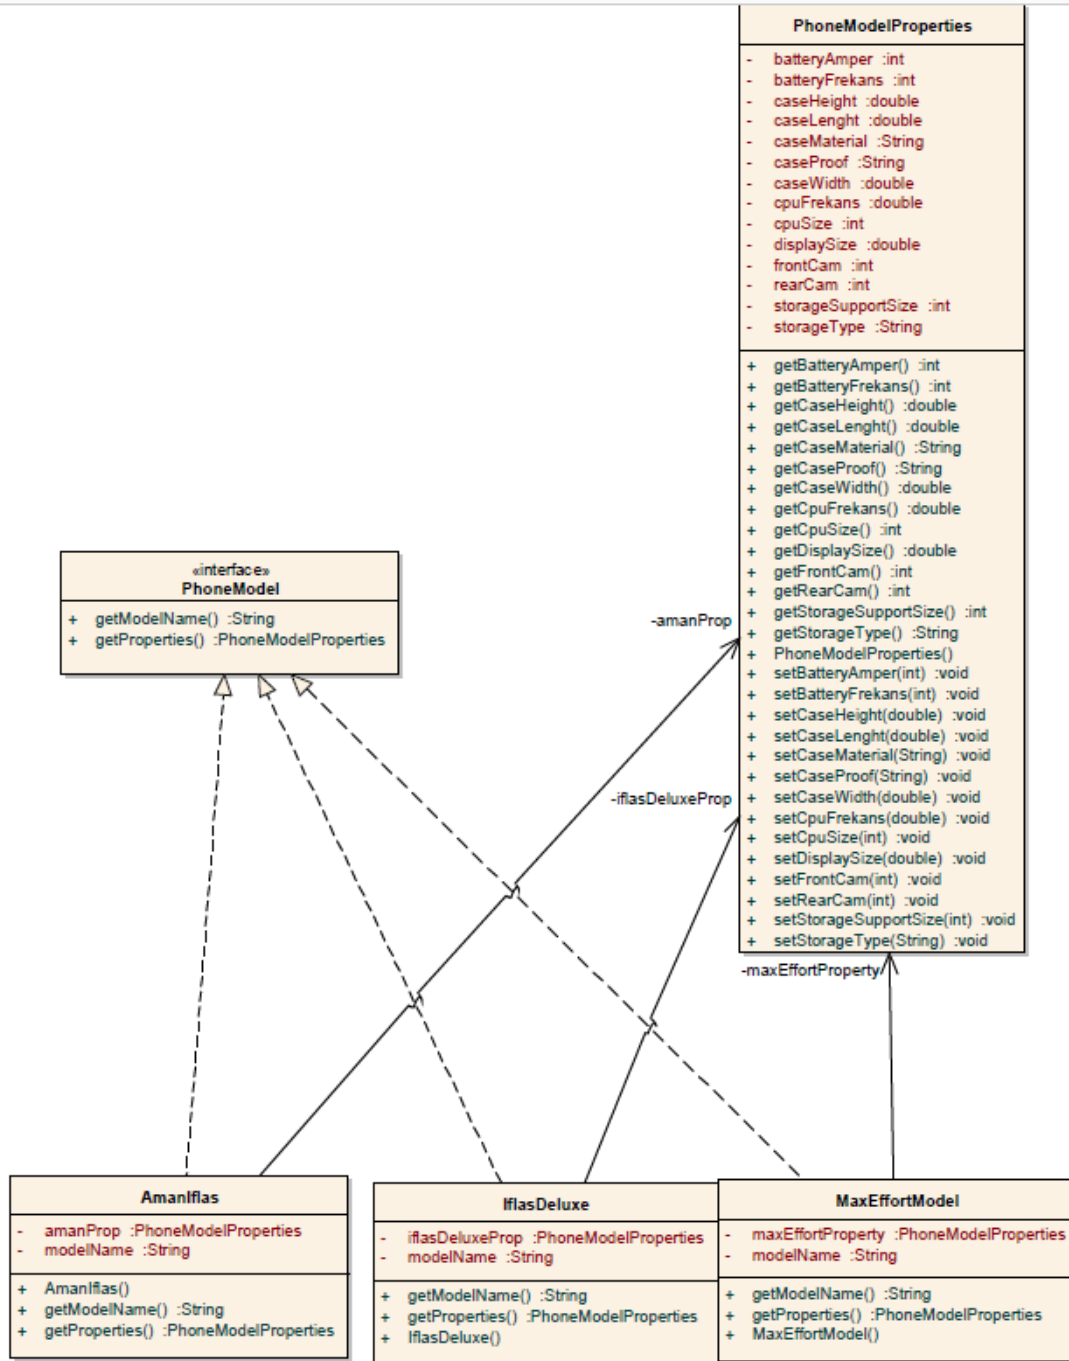 PhoneModelProperties
- batteryAmper :int
- batteryFrekans :int
- caseHeight :double
- caseLenght :double
- caseMaterial :String
- caseProof :String
- caseWidth :double
- cpuFrekans :double
- cpuSize :int
- displaySize :double
- frontCam :int
- rearCam :int
- storageSupportSize :int
- storageType :String
+ getBatteryAmper() :int
+ getBatteryFrekans() :int
+ getCaseHeight() :double
+ getCaseLenght() :double
+ getCaseMaterial() :String
+ getCaseProof() :String
+ getCaseWidth() :double
+ getCpuFrekans() :double
+ getCpuSize() :int
+ getDisplaySize() :double
+ getFrontCam() :int
+ getRearCam() :int
+ getStorageSupportSize() :int
+ getStorageType() :String
+ PhoneModelProperties()
+ setBatteryAmper(int) :void
+ setBatteryFrekans(int) :void
+ setCaseHeight(double) :void
+ setCaseLenght(double) :void
+ setCaseMaterial(String) :void
+ setCaseProof(String) :void
+ setCaseWidth(double) :void
+ setCpuFrekans(double) :void
+ setCpuSize(int) :void
+ setDisplaySize(double) :void
+ setFrontCam(int) :void
+ setRearCam(int) :void
+ setStorageSupportSize(int) :void
+ setStorageType(String) :void
«interface»
PhoneModel
+ getModelName() :String
+ getProperties() :PhoneModelProperties
-amanProp
-iflasDeluxeProp
-maxEffortProperty
AmanIflas
- amanProp :PhoneModelProperties
- modelName :String
+ AmanIflas()
+ getModelName() :String
+ getProperties() :PhoneModelProperties
IflasDeluxe
- iflasDeluxeProp :PhoneModelProperties
- modelName :String
+ getModelName() :String
+ getProperties() :PhoneModelProperties
+ IflasDeluxe()
MaxEffortModel
- maxEffortProperty :PhoneModelProperties
- modelName :String
+ getModelName() :String
+ getProperties() :PhoneModelProperties
+ MaxEffortModel()